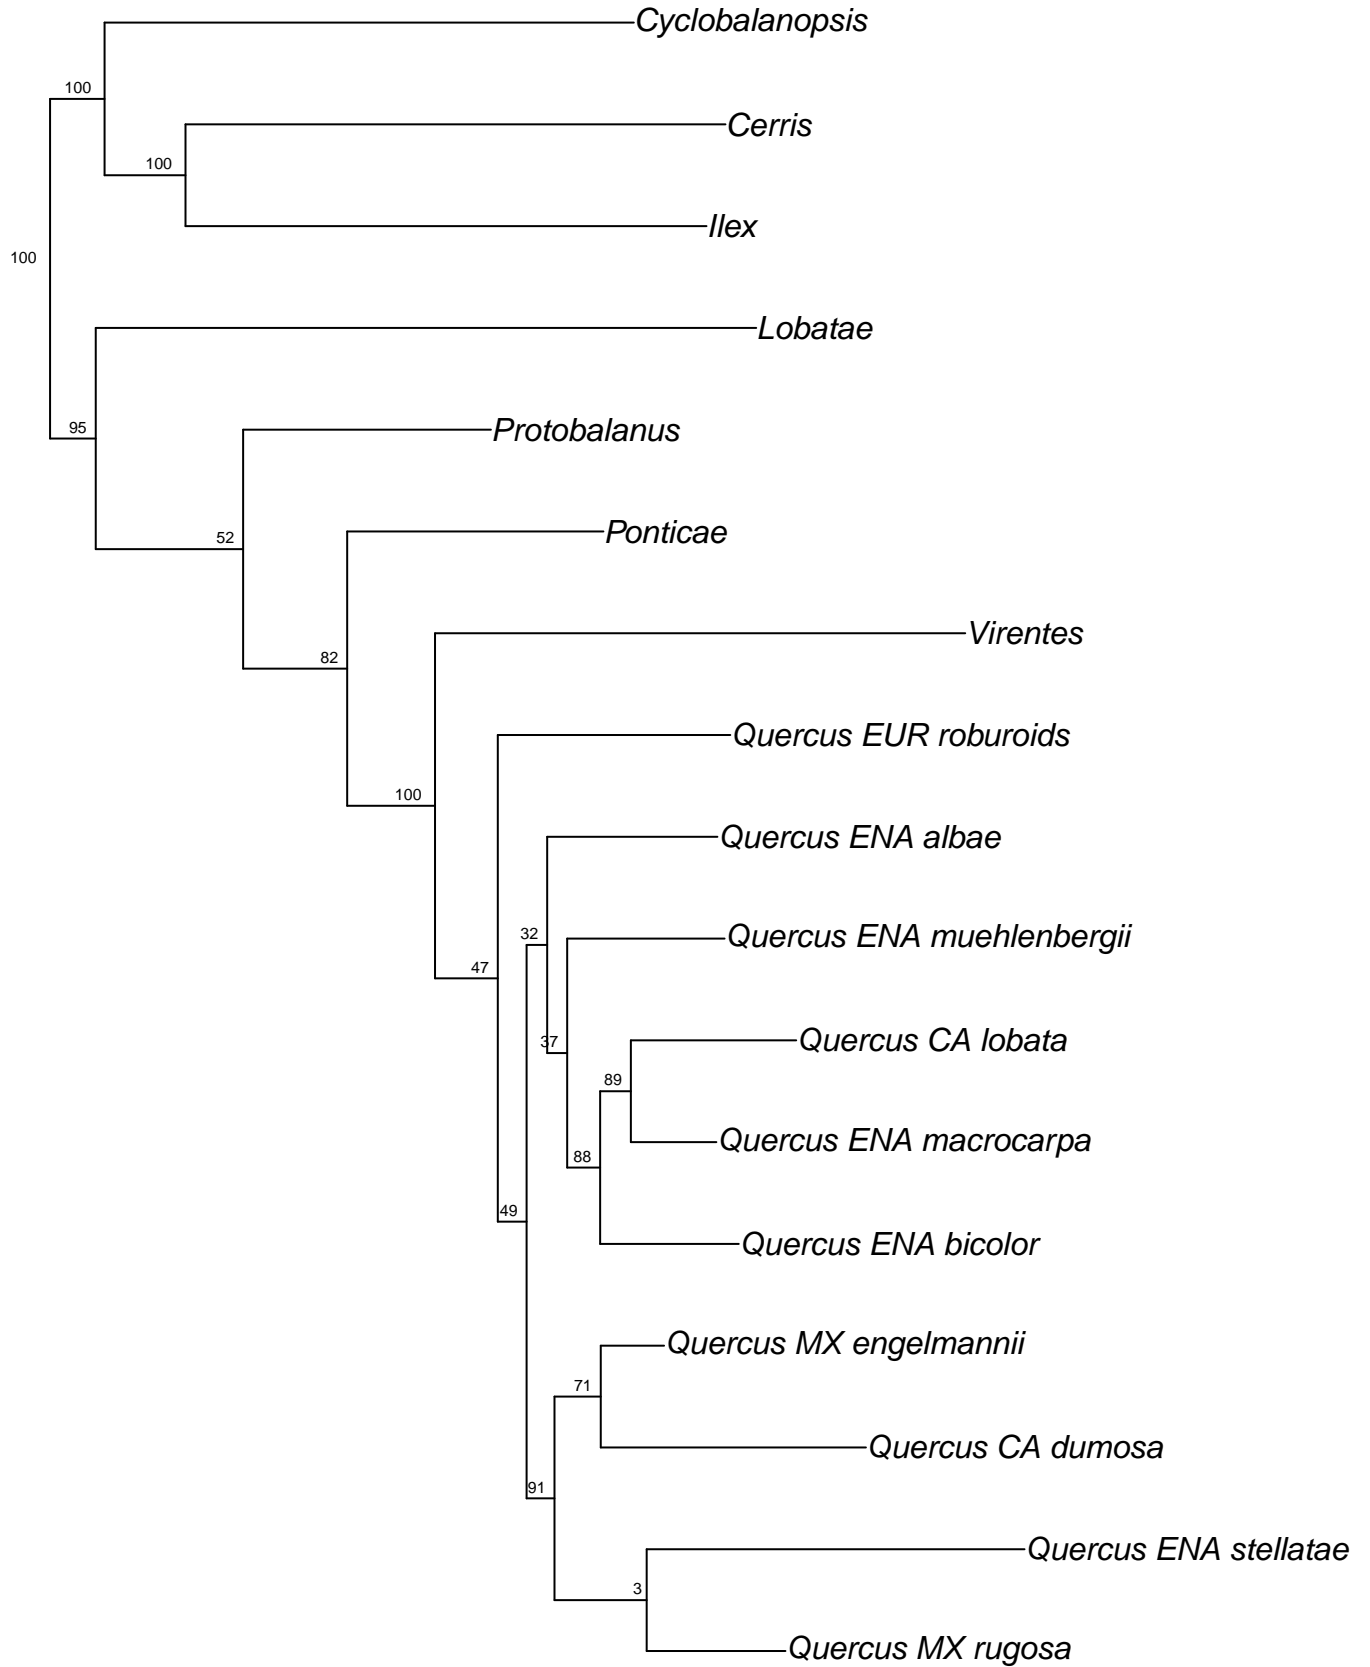 Cyclobalanopsis
100
Cerris
100
Ilex
100
Lobatae
95
Protobalanus
52
Ponticae
Virentes
82
Quercus EUR roburoids
100
Quercus ENA albae
32
Quercus ENA muehlenbergii
47
37
Quercus CA lobata
89
Quercus ENA macrocarpa
88
49
Quercus ENA bicolor
Quercus MX engelmannii
71
Quercus CA dumosa
91
Quercus ENA stellatae
3
Quercus MX rugosa